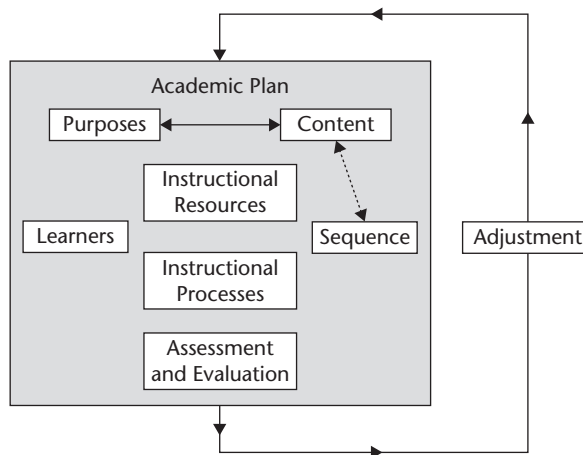 Academic Plan
Purposes
Content
Instructional
Resources
Learners
Sequence
Adjustment
Instructional
Processes
Assessment
and Evaluation